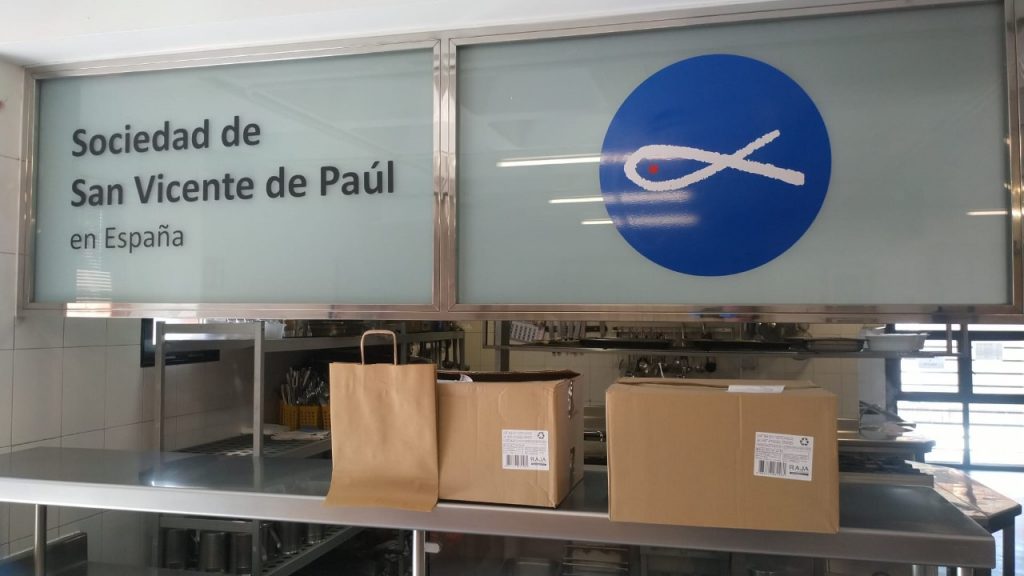 Sociedad de
San Vicente de Paúl
en España
RAJA
RAJA